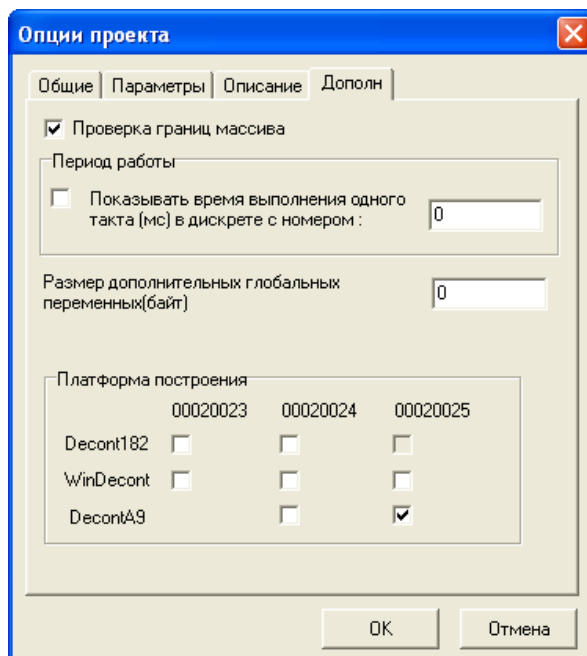 Опции проекта
Общие Параметры Описание Дополн
Проверка границ массива
Период работы
Показывать время выполнения одного
такта (мс) в дискрете с номером : 0
Размер дополнительных глобальных 0
переменных(байт)
Платформа построения
00020023 00020024 00020025
Decont182
WinDecont
DecontA9
OK Отмена